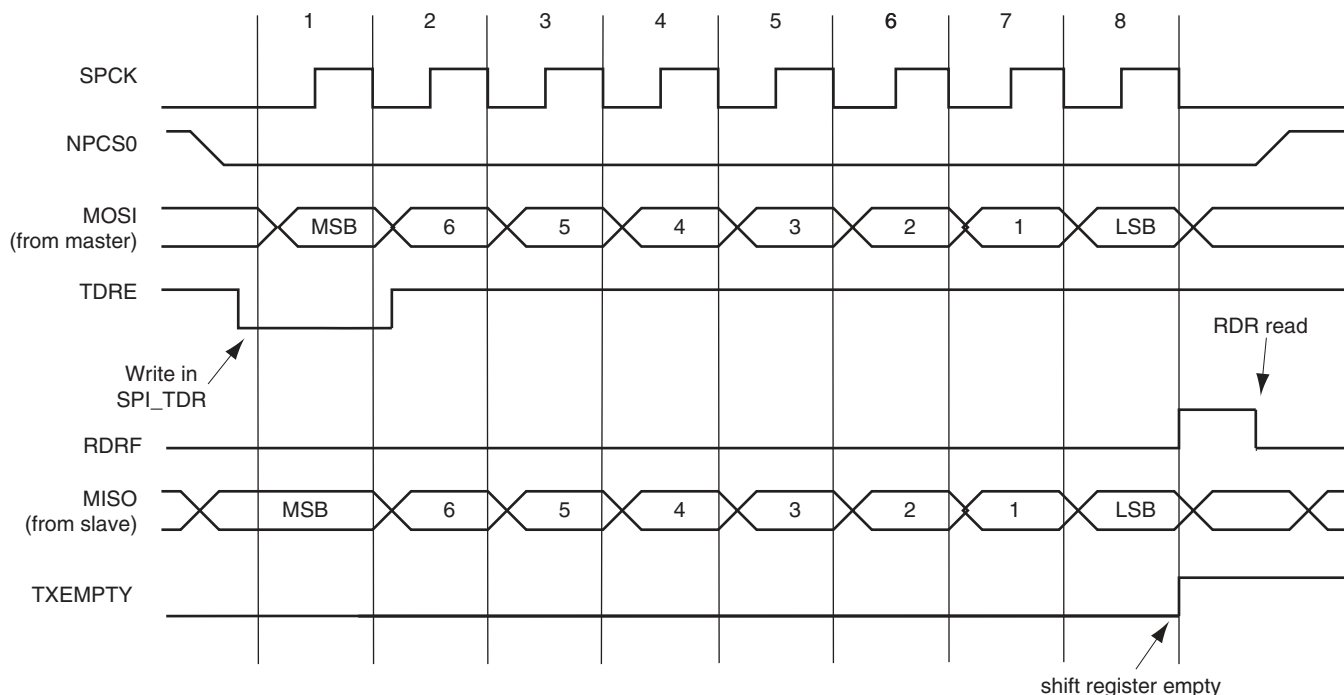 1 2 3 4 5 6 7 8
SPCK
NPCS0
MOSI
(from master)
MSB 6 5 4 3 2 1 LSB
TDRE
RDR read
Write in
SPI_TDR
RDRF
MISO
(from slave)
MSB 6 5 4 3 2 1 LSB
TXEMPTY
shift register empty